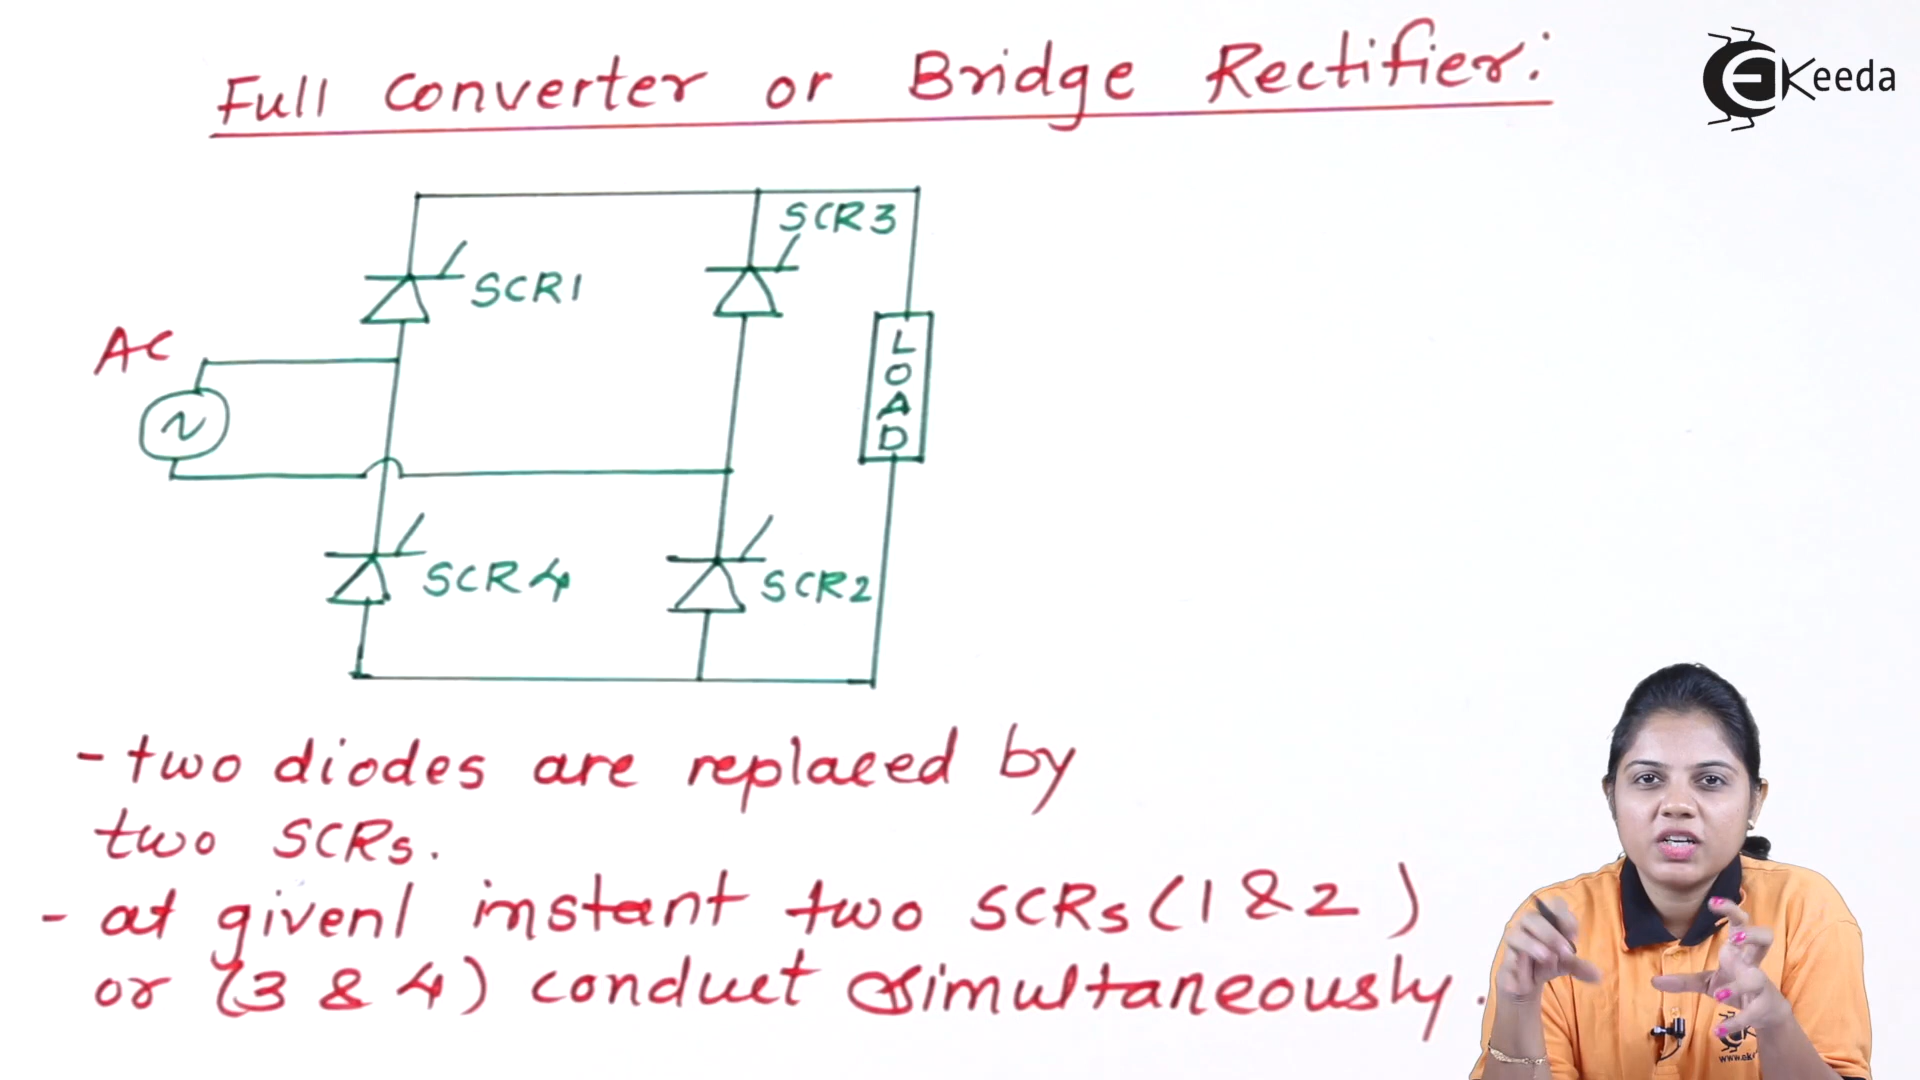 Full Converter or Bridge Rectifier:
EKeeda
SCR3
SCR1
AC
LOAD
SCR4
SCR2
- two diodes are replaced by
two SCRs.
- at given instant two SCRs (1 & 2)
or (3 & 4) conduct simultaneously.